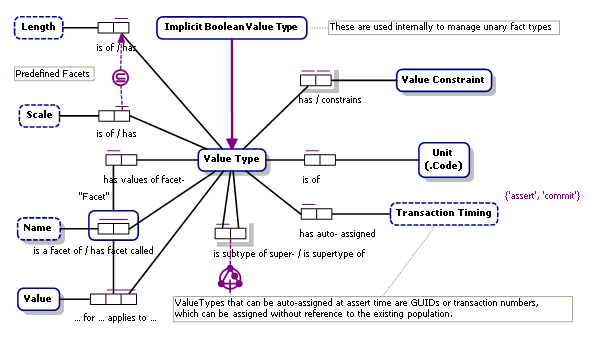 Length
Implicit Boolean Value Type
These are used internally to manage unary fact types
is of / has
Predefined Facets
Value Constraint
has / constrains
Scale
is of / has
Value Type
Unit
(.Code)
has values of facet-
is of
"Facet"
{'assert', 'commit'}
Transaction Timing
Name
has auto- assigned
is a facet of / has facet called
is subtype of super- / is supertype of
Value
... for ... applies to ...
ValueTypes that can be auto-assigned at assert time are GUIDs or transaction numbers,
which can be assigned without reference to the existing population.